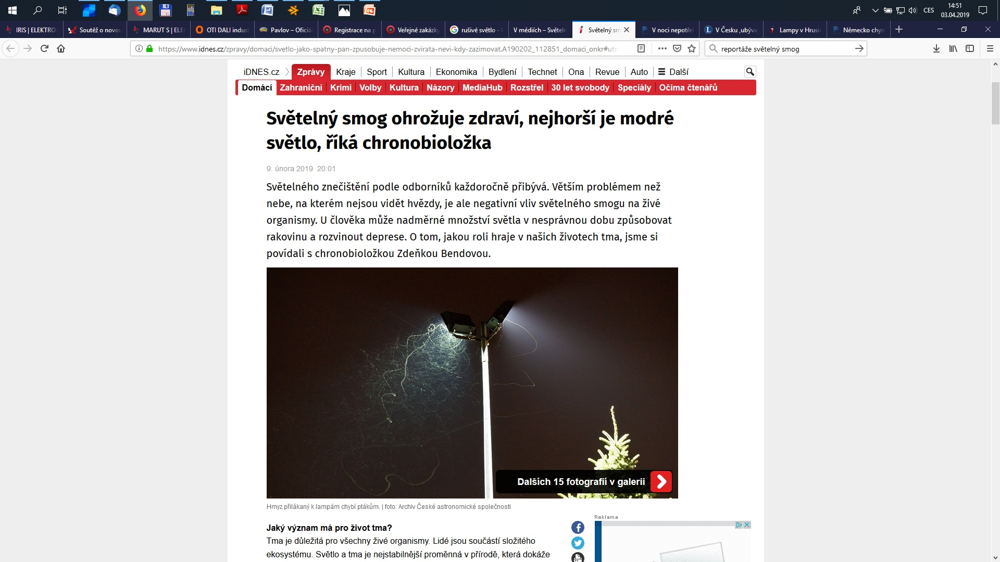 CES
14:51
03.04.2019
IRIS | ELEKTRO-
Soutěž o novou
MARUT S | ELE
OTI DALI indust
Pavlov – Oficiál
Registrace na p
Veřejné zakázky
rušivé světlo -
V médiích – Světeln
Světelný sm
V noci nepotře
V Česku ‚ubýva
Lampy v Hrusic
Německo chys
https://www.idnes.cz/zpravy/domaci/svetlo-jako-spatny-pan-zpusobuje-nemoci-zvirata-nevi-kdy-zazimovat.A190202_112851_domaci_onkr#utn
reportáže světelný smog
iDNES.cz Zprávy Kraje Sport Kultura Ekonomika Bydlení Technet Ona Revue Auto Další
Domácí Zahraniční Krimi Volby Kultura Názory MediaHub Rozstřel 30 let svobody Speciály Očima čtenářů
Světelný smog ohrožuje zdraví, nejhorší je modré
světlo, říká chronobioložka
9. února 2019 20:01
Světelného znečištění podle odborníků každoročně přibývá. Větším problémem než
nebe, na kterém nejsou vidět hvězdy, je ale negativní vliv světelného smogu na živé
organismy. U člověka může nadměrné množství světla v nesprávnou dobu způsobovat
rakovinu a rozvinout deprese. O tom, jakou roli hraje v našich životech tma, jsme si
povídali s chronobioložkou Zdeňkou Bendovou.
Dalších 15 fotografií v galerii
Hmyz přilákaný k lampám chybí ptákům. | foto: Archiv České astronomické společnosti
Reklama
Jaký význam má pro život tma?
Tma je důležitá pro všechny živé organismy. Lidé jsou součástí složitého
ekosystému. Světlo a tma je nejstabilnější proměnná v přírodě, která dokáže